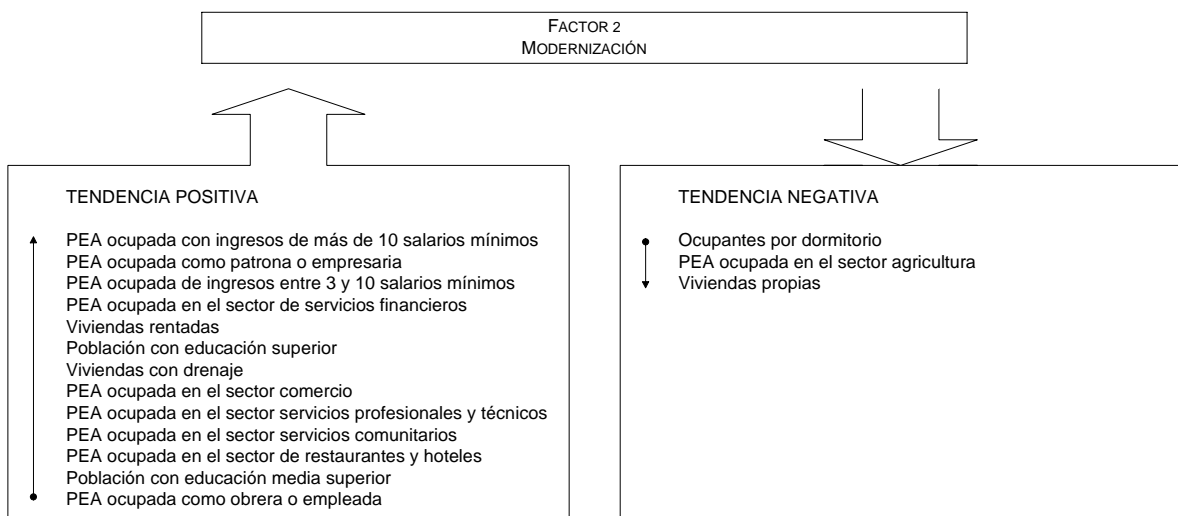 FACTOR 2
MODERNIZACIÓN
TENDENCIA POSITIVA
PEA ocupada con ingresos de más de 10 salarios mínimos
PEA ocupada como patrona o empresaria
PEA ocupada de ingresos entre 3 y 10 salarios mínimos
PEA ocupada en el sector de servicios financieros
Viviendas rentadas
Población con educación superior
Viviendas con drenaje
PEA ocupada en el sector comercio
PEA ocupada en el sector servicios profesionales y técnicos
PEA ocupada en el sector servicios comunitarios
PEA ocupada en el sector de restaurantes y hoteles
Población con educación media superior
PEA ocupada como obrera o empleada
TENDENCIA NEGATIVA
Ocupantes por dormitorio
PEA ocupada en el sector agricultura
Viviendas propias